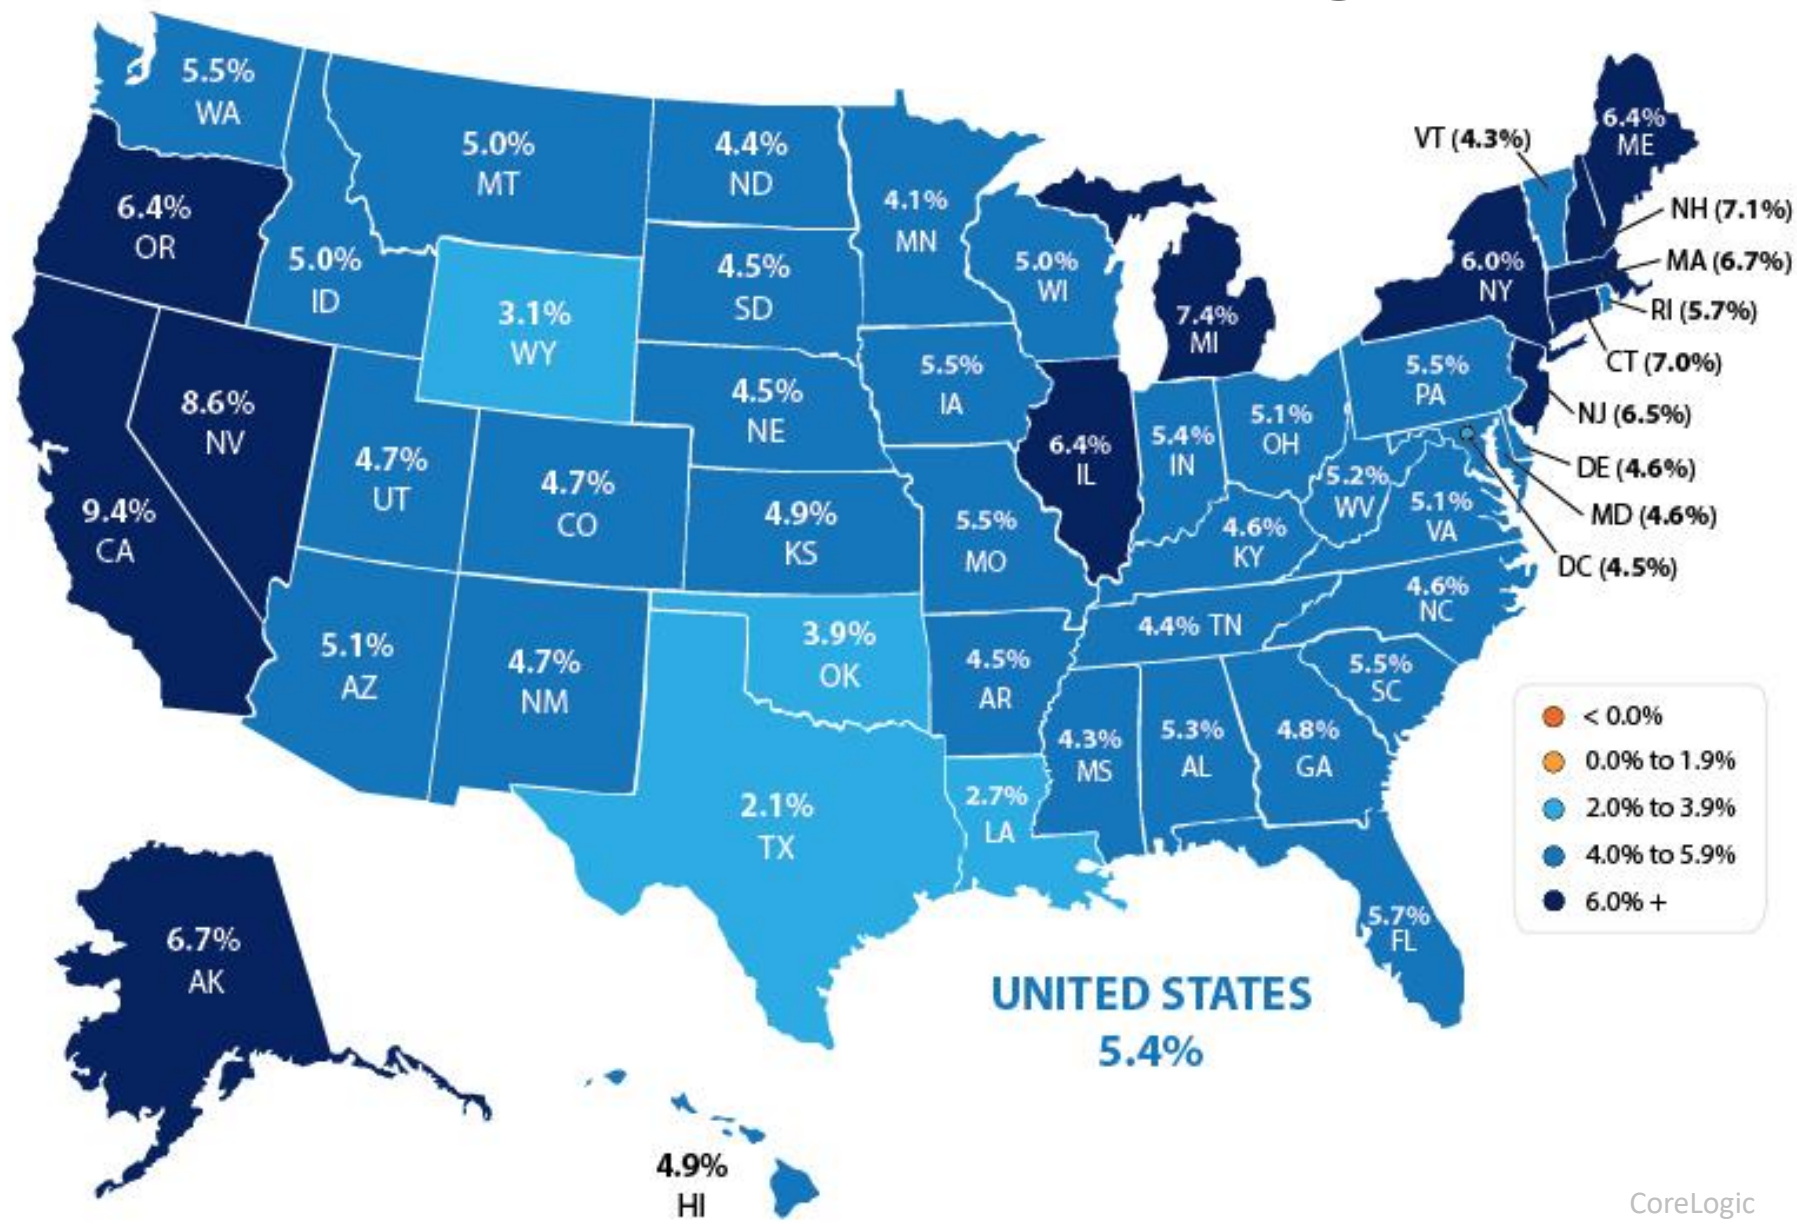 5.5%
WA
6.4%
OR
9.4%
CA
8.6%
NV
5.0%
ID
5.0%
MT
3.1%
WY
4.7%
UT
5.1%
AZ
4.7%
CO
4.7%
NM
4.4%
ND
4.5%
SD
4.5%
NE
4.9%
KS
3.9%
OK
2.1%
TX
4.1%
MN
5.5%
IA
5.5%
MO
4.5%
AR
2.7%
LA
5.0%
WI
6.4%
IL
7.4%
MI
5.4%
IN
5.1%
OH
4.6%
KY
4.4% TN
4.3%
MS
5.3%
AL
4.8%
GA
5.7%
FL
5.5%
SC
4.6%
NC
5.1%
VA
5.2%
WV
5.5%
PA
6.0%
NY
6.4%
ME
VT (4.3%)
NH (7.1%)
MA (6.7%)
RI (5.7%)
CT (7.0%)
NJ (6.5%)
DE (4.6%)
MD (4.6%)
DC (4.5%)
6.7%
AK
4.9%
HI
UNITED STATES
5.4%
< 0.0%
0.0% to 1.9%
2.0% to 3.9%
4.0% to 5.9%
6.0% +
CoreLogic